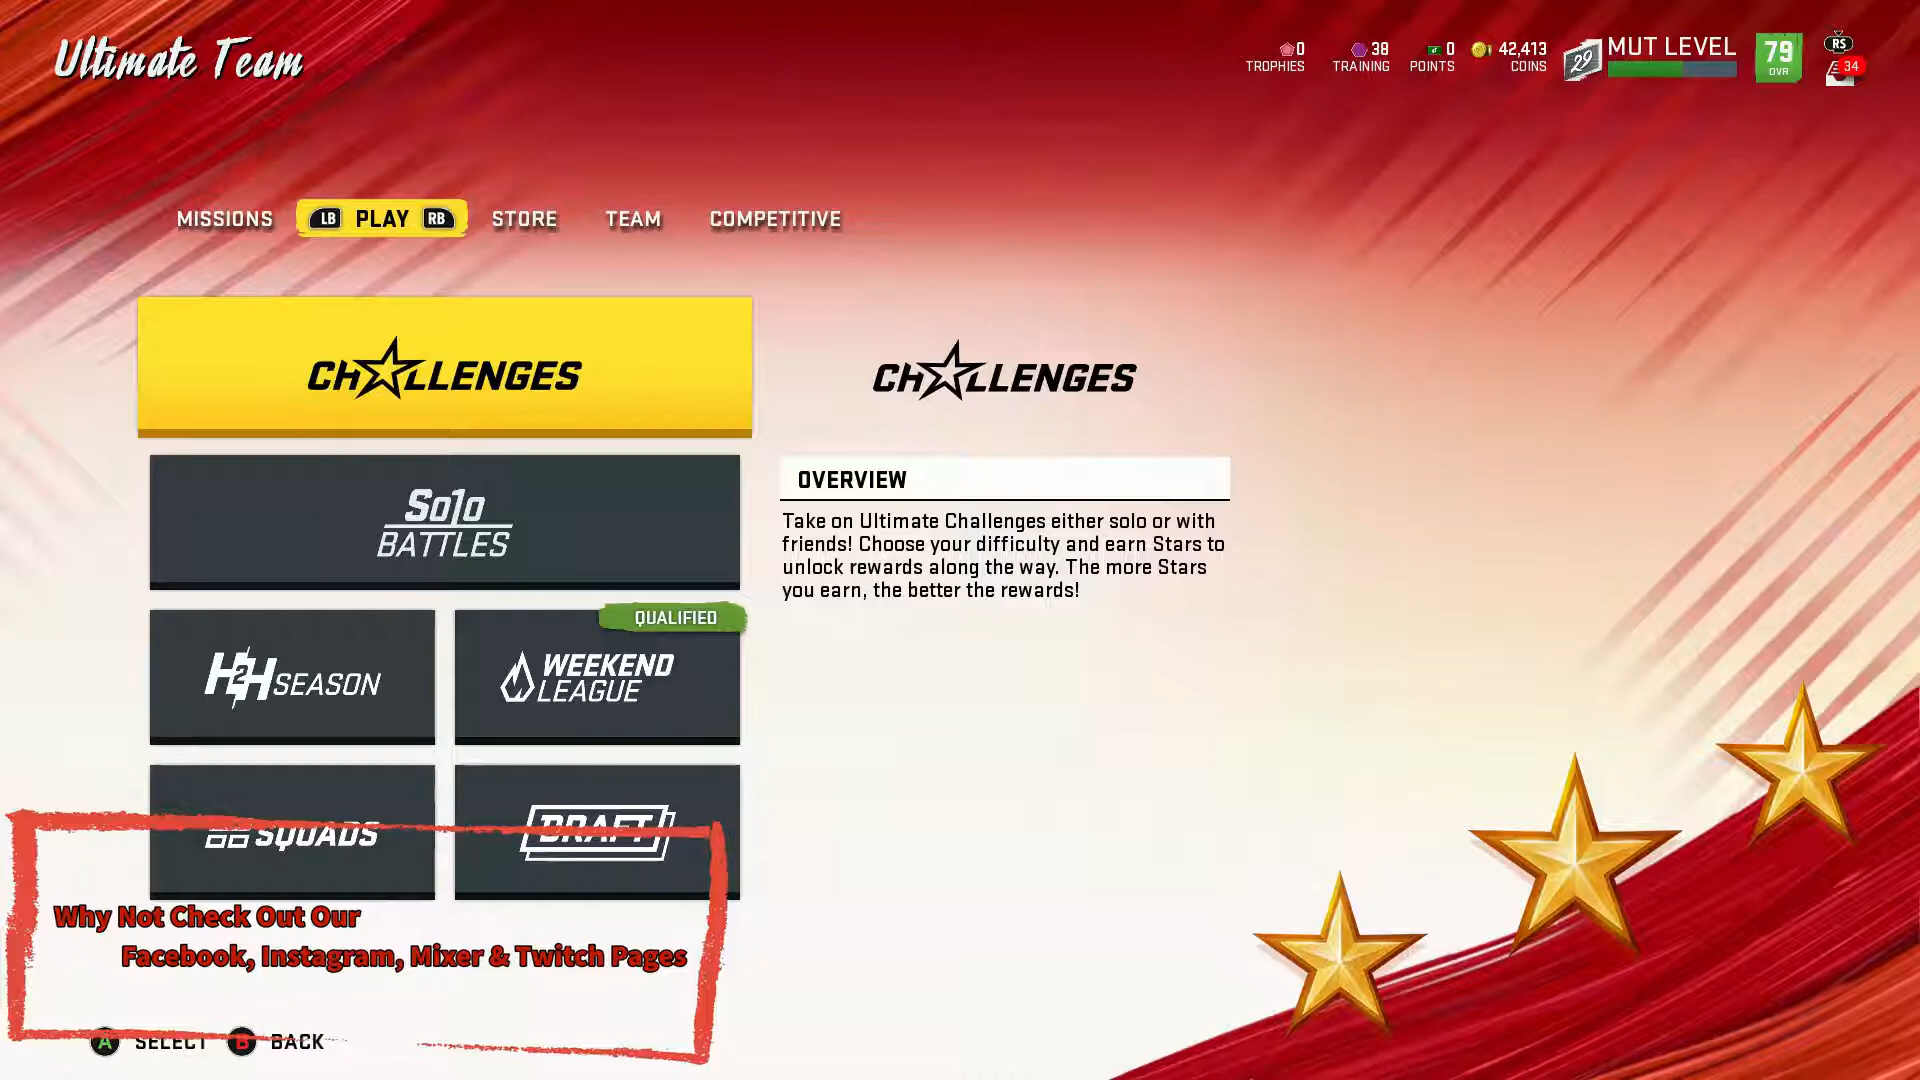 Ultimate Team
0
TROPHIES
38
TRAINING
0
POINTS
42,413
COINS
29
MUT LEVEL
79
OVR
RS
34
MISSIONS
LB PLAY RB
STORE
TEAM
COMPETITIVE
CHALLENGES
CHALLENGES
Solo
BATTLES
OVERVIEW
Take on Ultimate Challenges either solo or with
friends! Choose your difficulty and earn Stars to
unlock rewards along the way. The more Stars
you earn, the better the rewards!
QUALIFIED
H2H SEASON
WEEKEND
LEAGUE
SQUADS
DRAFT
Why Not Check Out Our
Facebook, Instagram, Mixer & Twitch Pages
A SELECT B BACK